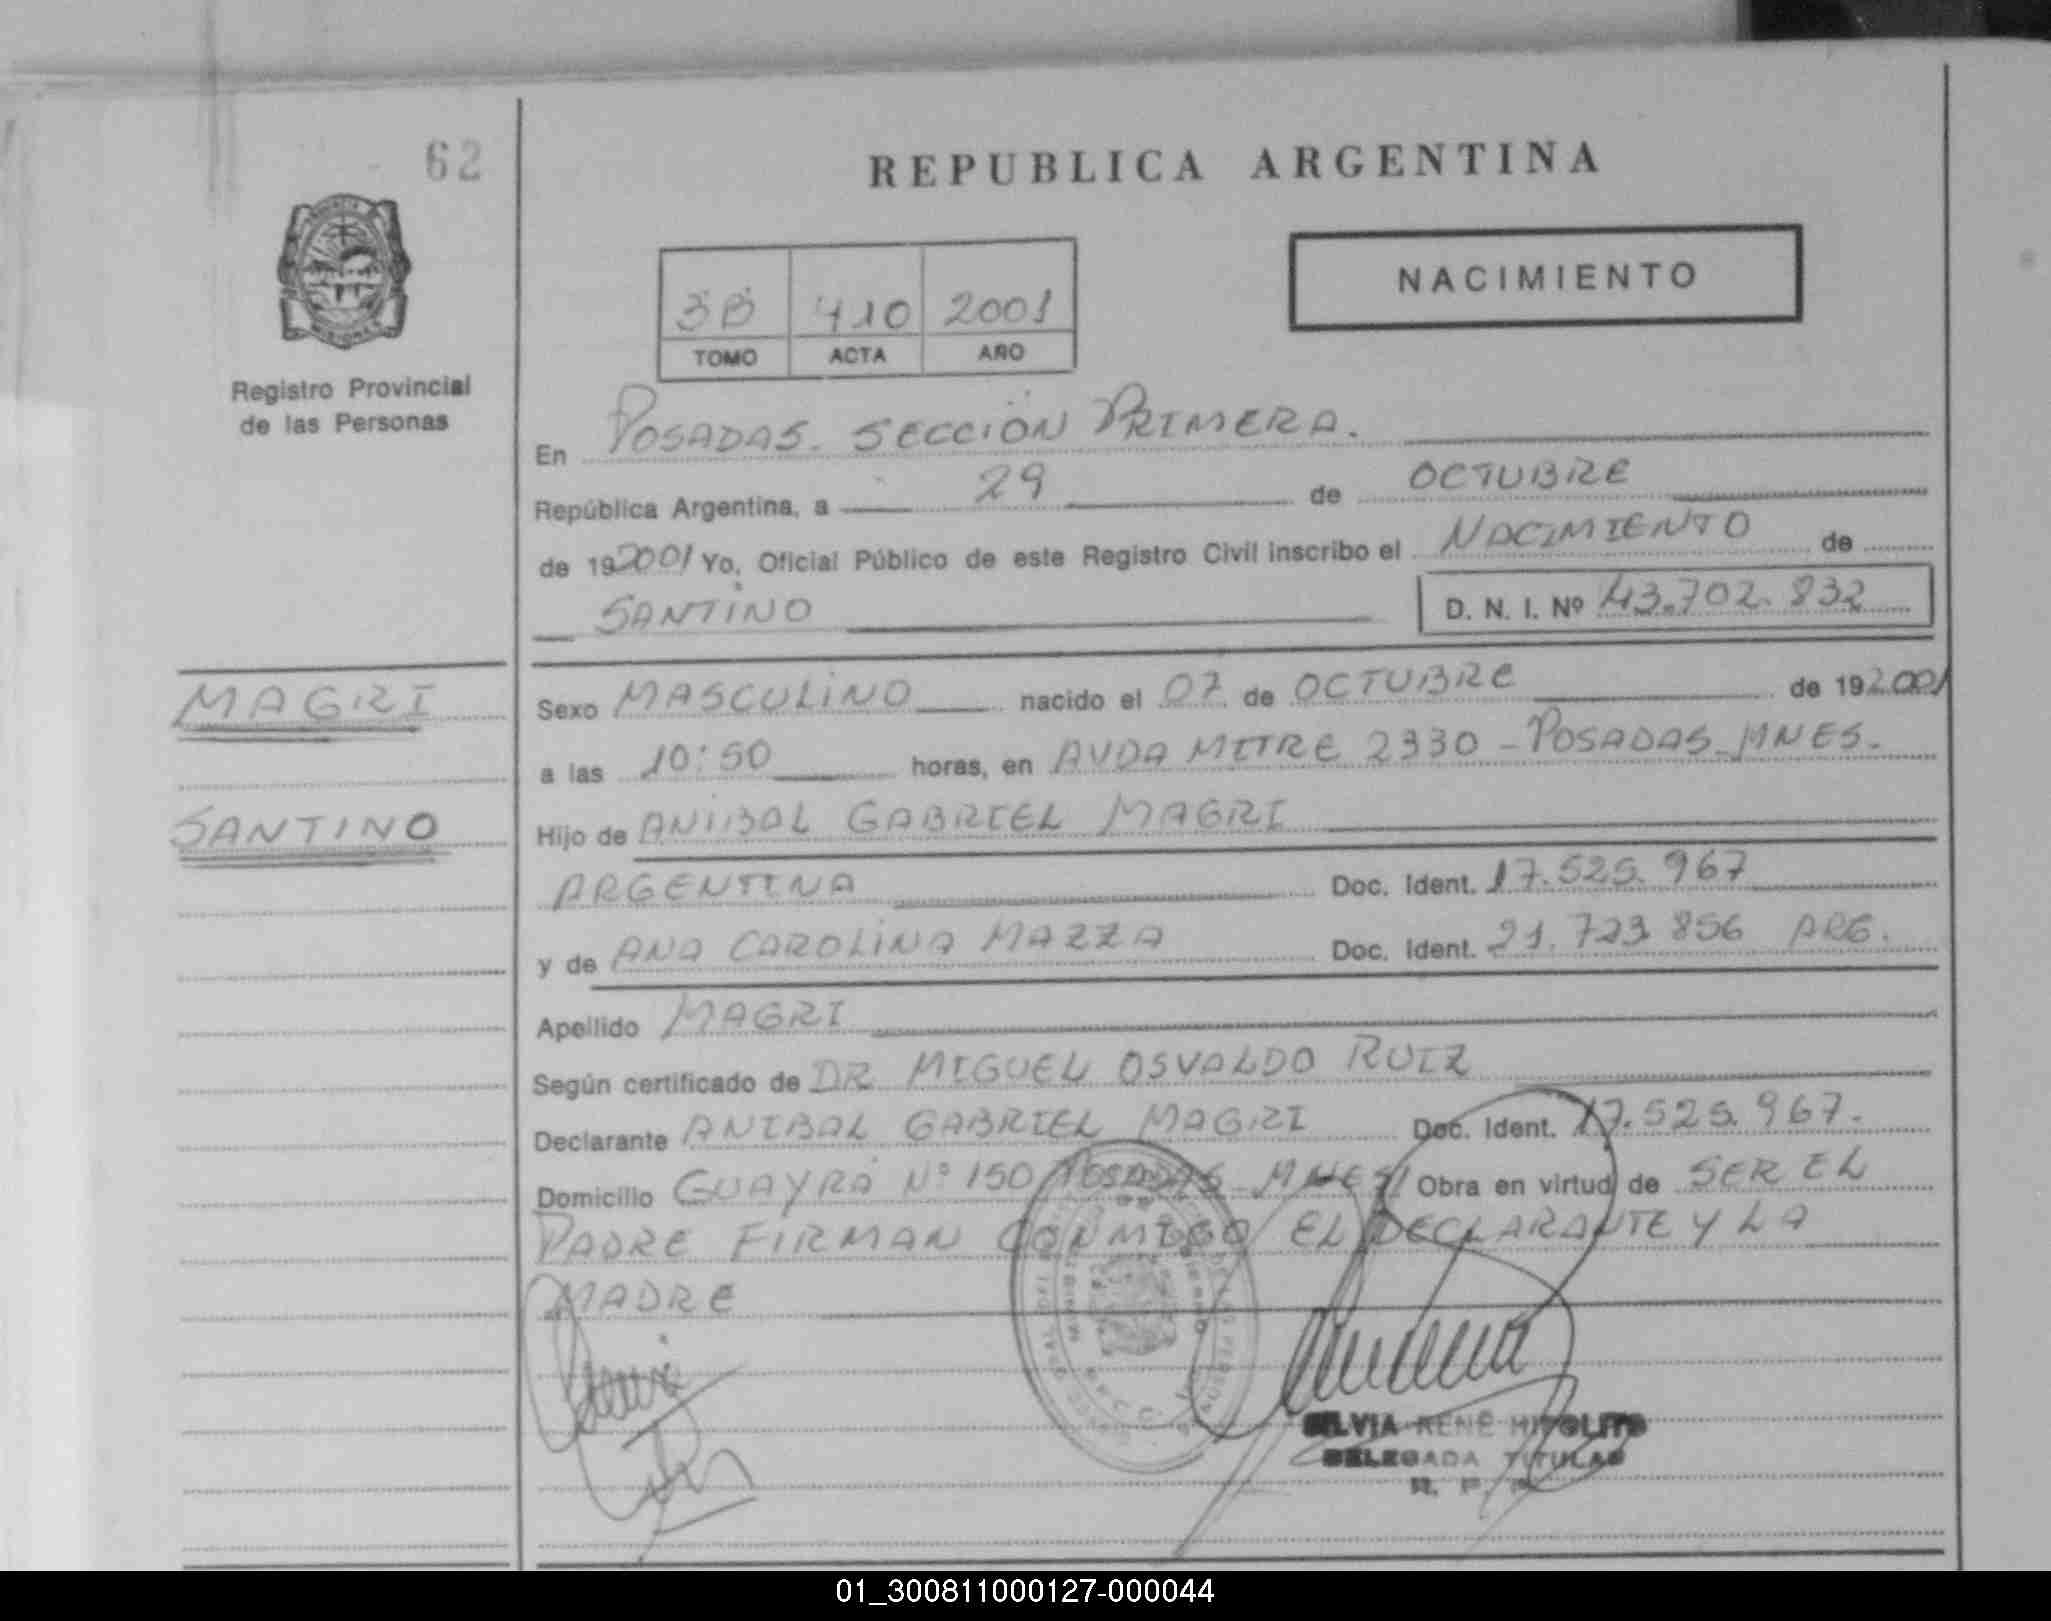 62
REPUBLICA ARGENTINA
NACIMIENTO
3B 410 2001
TOMO ACTA AÑO
Registro Provincial
de las Personas
En POSADAS. SECCIÓN PRIMERA.
República Argentina, a 29 de OCTUBRE
de 192001 Yo, Oficial Público de este Registro Civil inscribo el NACIMIENTO de
SANTINO D. N. I. Nº 43.702.832
MAGRI
SANTINO
Sexo MASCULINO nacido el 07 de OCTUBRE de 192001
a las 10:50 horas, en AVDA MITRE 2330 - POSADAS - MNES.
Hijo de ANIBAL GABRIEL MAGRI
ARGENTINA Doc. Ident. 17.525.967
y de ANA CAROLINA MAZZA Doc. Ident. 21.723.856 ARG.
Apellido MAGRI
Según certificado de DR MIGUEL OSVALDO RUIZ
Declarante ANIBAL GABRIEL MAGRI Doc. Ident. 17.525.967.
Domicilio GUAYRÁ Nº 150 POSADAS - MNES Obra en virtud de SER EL
PADRE FIRMAN CONMIGO EL DECLARANTE Y LA
MADRE
SILVIA RENÉ HIPOLITO
DELEGADA TITULAR
R. P. P.
01_300811000127-000044